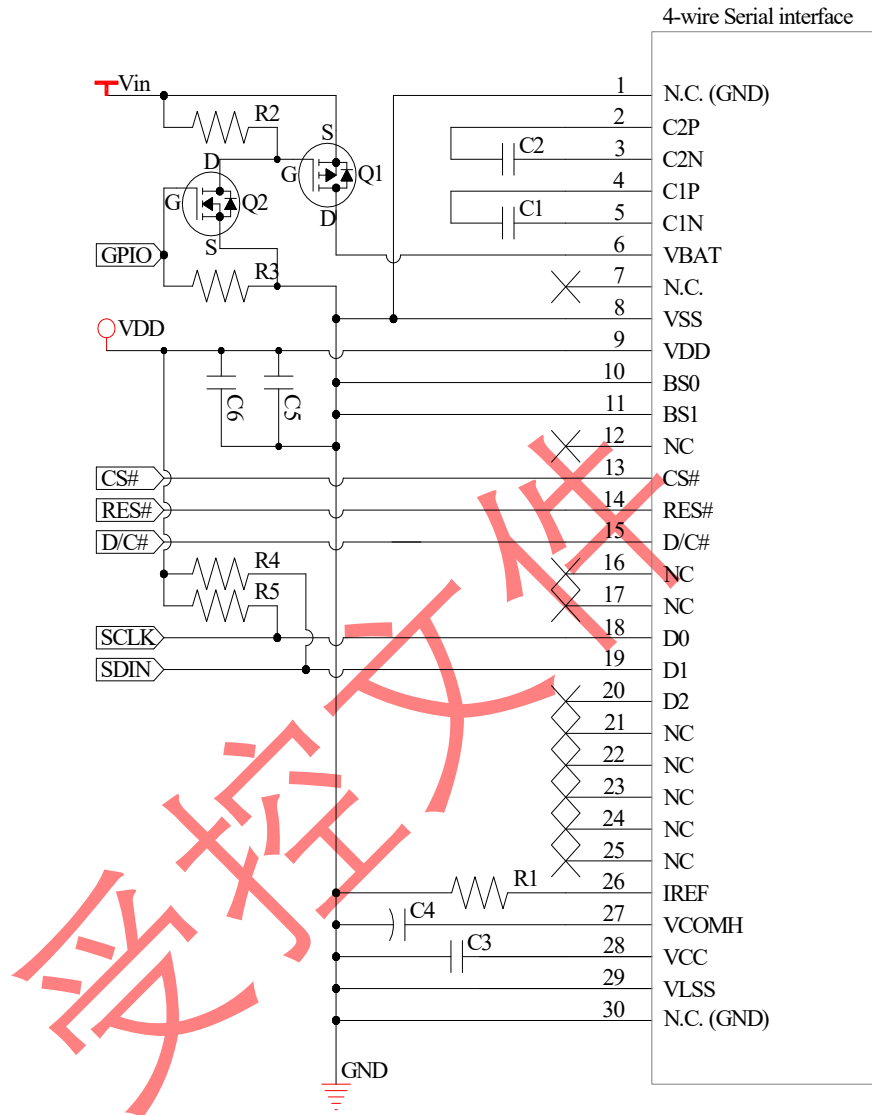 4-wire Serial interface
Vin
R2
S
G
Q1
D
D
G
Q2
S
GPIO
R3
VDD
C6
C5
CS#
RES#
D/C#
R4
R5
SCLK
SDIN
C2
C1
R1
C4
C3
GND
1 N.C. (GND)
2 C2P
3 C2N
4 C1P
5 C1N
6 VBAT
7 N.C.
8 VSS
9 VDD
10 BS0
11 BS1
12 NC
13 CS#
14 RES#
15 D/C#
16 NC
17 NC
18 D0
19 D1
20 D2
21 NC
22 NC
23 NC
24 NC
25 NC
26 IREF
27 VCOMH
28 VCC
29 VLSS
30 N.C. (GND)
受控文件